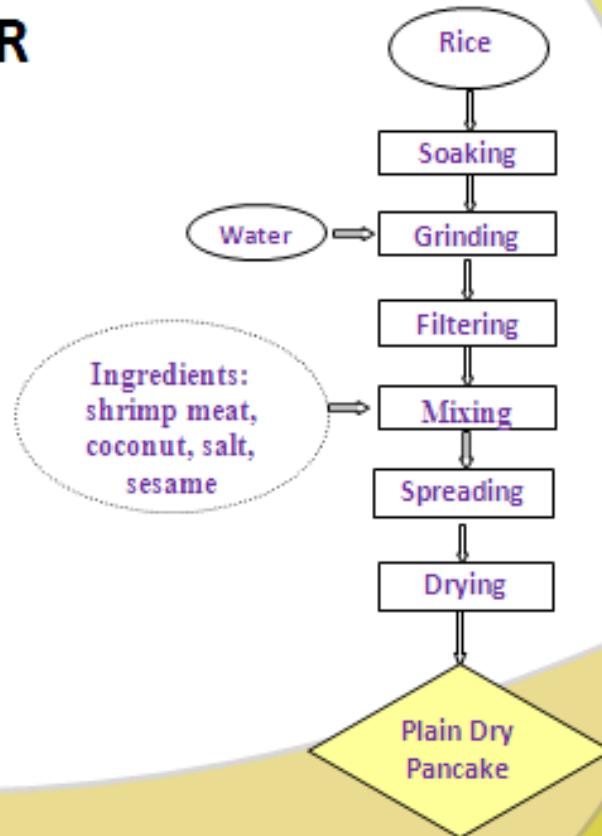 R
Rice
Soaking
Water
Grinding
Filtering
Ingredients:
shrimp meat,
coconut, salt,
sesame
Mixing
Spreading
Drying
Plain Dry
Pancake